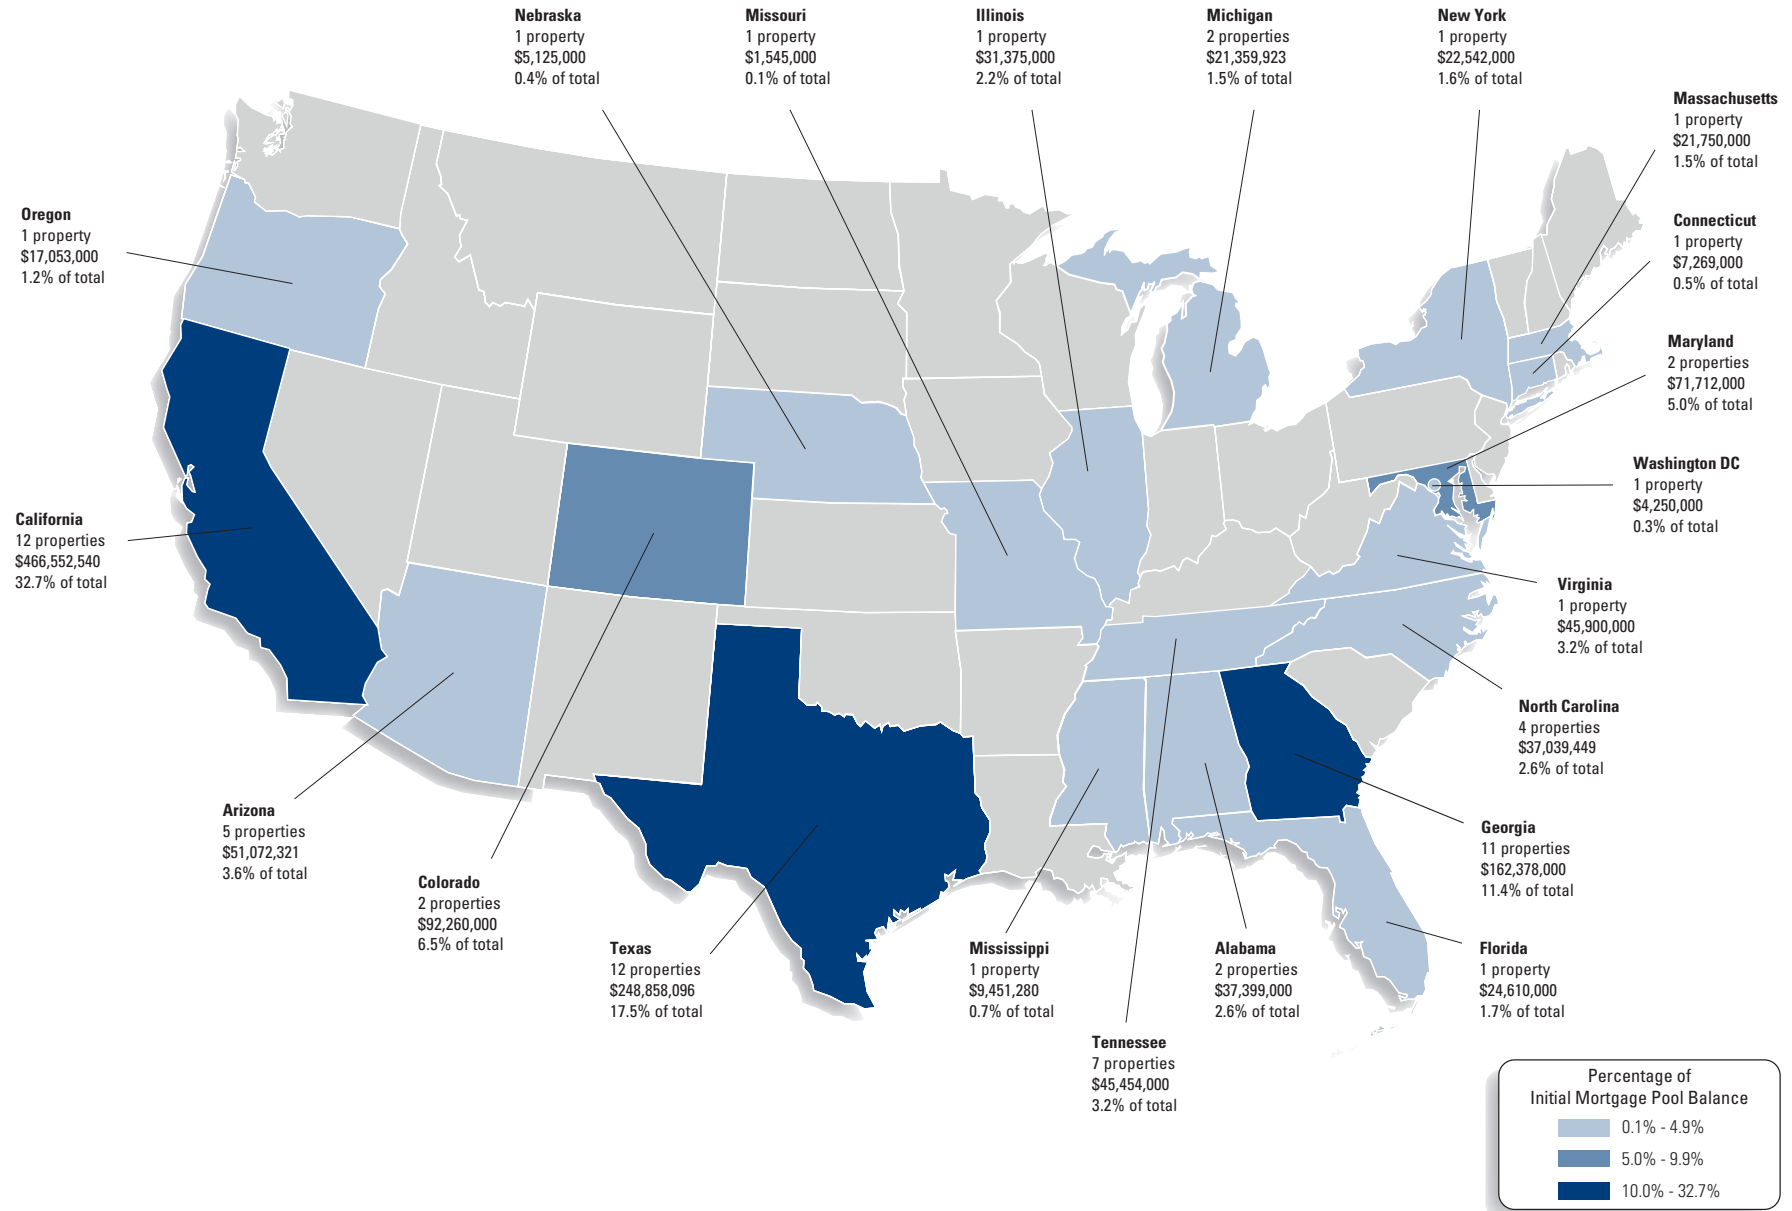 Nebraska
1 property
$5,125,000
0.4% of total
Missouri
1 property
$1,545,000
0.1% of total
Illinois
1 property
$31,375,000
2.2% of total
Michigan
2 properties
$21,359,923
1.5% of total
New York
1 property
$22,542,000
1.6% of total
Massachusetts
1 property
$21,750,000
1.5% of total
Connecticut
1 property
$7,269,000
0.5% of total
Maryland
2 properties
$71,712,000
5.0% of total
Washington DC
1 property
$4,250,000
0.3% of total
Virginia
1 property
$45,900,000
3.2% of total
North Carolina
4 properties
$37,039,449
2.6% of total
Georgia
11 properties
$162,378,000
11.4% of total
Florida
1 property
$24,610,000
1.7% of total
Alabama
2 properties
$37,399,000
2.6% of total
Tennessee
7 properties
$45,454,000
3.2% of total
Mississippi
1 property
$9,451,280
0.7% of total
Texas
12 properties
$248,858,096
17.5% of total
Colorado
2 properties
$92,260,000
6.5% of total
Arizona
5 properties
$51,072,321
3.6% of total
California
12 properties
$466,552,540
32.7% of total
Oregon
1 property
$17,053,000
1.2% of total
Percentage of
Initial Mortgage Pool Balance
0.1% - 4.9%
5.0% - 9.9%
10.0% - 32.7%